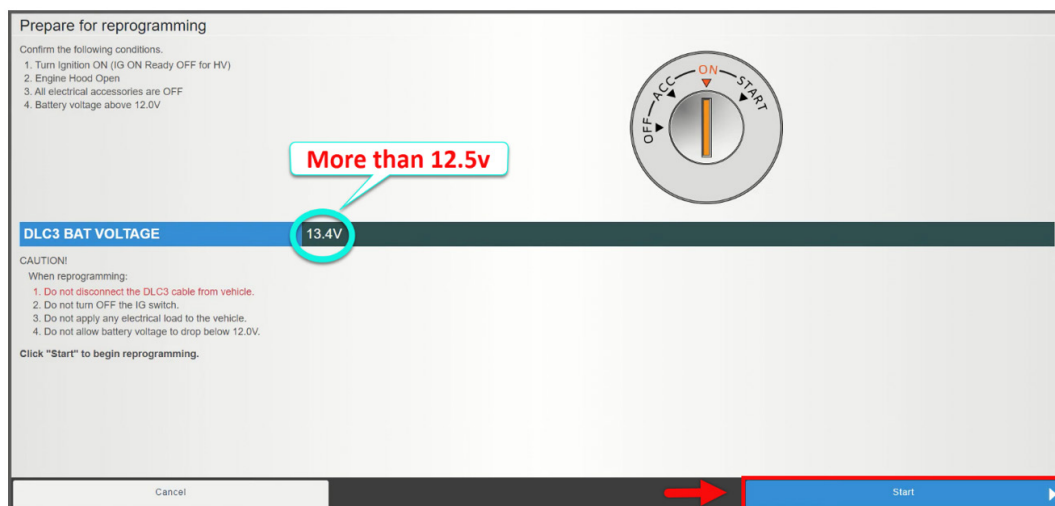 Prepare for reprogramming
Confirm the following conditions.
1. Turn Ignition ON (IG ON Ready OFF for HV)
2. Engine Hood Open
3. All electrical accessories are OFF
4. Battery voltage above 12.0V
OFF ACC ON START
More than 12.5v
DLC3 BAT VOLTAGE 13.4V
CAUTION!
When reprogramming:
1. Do not disconnect the DLC3 cable from vehicle.
2. Do not turn OFF the IG switch.
3. Do not apply any electrical load to the vehicle.
4. Do not allow battery voltage to drop below 12.0V.
Click "Start" to begin reprogramming.
Cancel Start